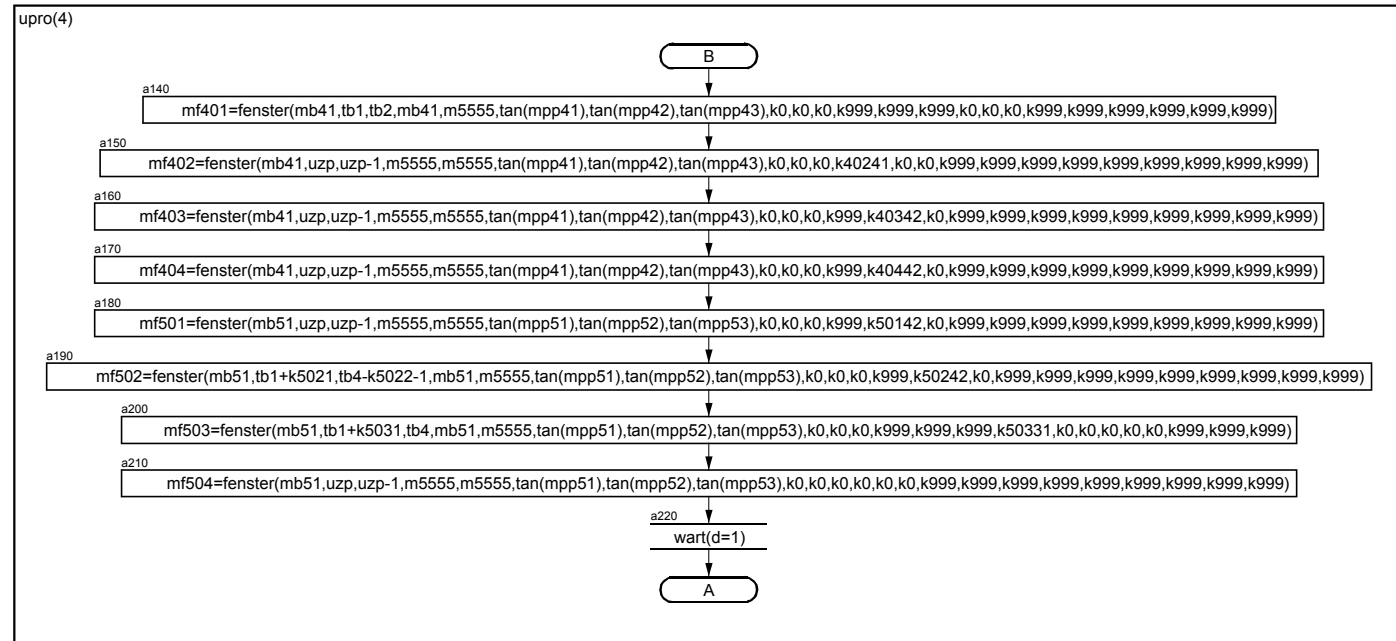 upro(4)
B
a140
mf401=fenster(mb41,tb1,tb2,mb41,m5555,tan(mpp41),tan(mpp42),tan(mpp43),k0,k0,k0,k999,k999,k999,k0,k0,k0,k999,k999,k999,k999,k999,k999)
a150
mf402=fenster(mb41,uzp,uzp-1,m5555,m5555,tan(mpp41),tan(mpp42),tan(mpp43),k0,k0,k0,k40241,k0,k0,k999,k999,k999,k999,k999,k999,k999,k999,k999)
a160
mf403=fenster(mb41,uzp,uzp-1,m5555,m5555,tan(mpp41),tan(mpp42),tan(mpp43),k0,k0,k0,k999,k40342,k0,k999,k999,k999,k999,k999,k999,k999,k999,k999)
a170
mf404=fenster(mb41,uzp,uzp-1,m5555,m5555,tan(mpp41),tan(mpp42),tan(mpp43),k0,k0,k0,k999,k40442,k0,k999,k999,k999,k999,k999,k999,k999,k999,k999)
a180
mf501=fenster(mb51,uzp,uzp-1,m5555,m5555,tan(mpp51),tan(mpp52),tan(mpp53),k0,k0,k0,k999,k50142,k0,k999,k999,k999,k999,k999,k999,k999,k999,k999)
a190
mf502=fenster(mb51,tb1+k5021,tb4-k5022-1,mb51,m5555,tan(mpp51),tan(mpp52),tan(mpp53),k0,k0,k0,k999,k50242,k0,k999,k999,k999,k999,k999,k999,k999,k999,k999)
a200
mf503=fenster(mb51,tb1+k5031,tb4,mb51,m5555,tan(mpp51),tan(mpp52),tan(mpp53),k0,k0,k0,k999,k999,k999,k50331,k0,k0,k0,k0,k0,k999,k999,k999)
a210
mf504=fenster(mb51,uzp,uzp-1,m5555,m5555,tan(mpp51),tan(mpp52),tan(mpp53),k0,k0,k0,k0,k0,k0,k999,k999,k999,k999,k999,k999,k999,k999,k999)
a220
wart(d=1)
A